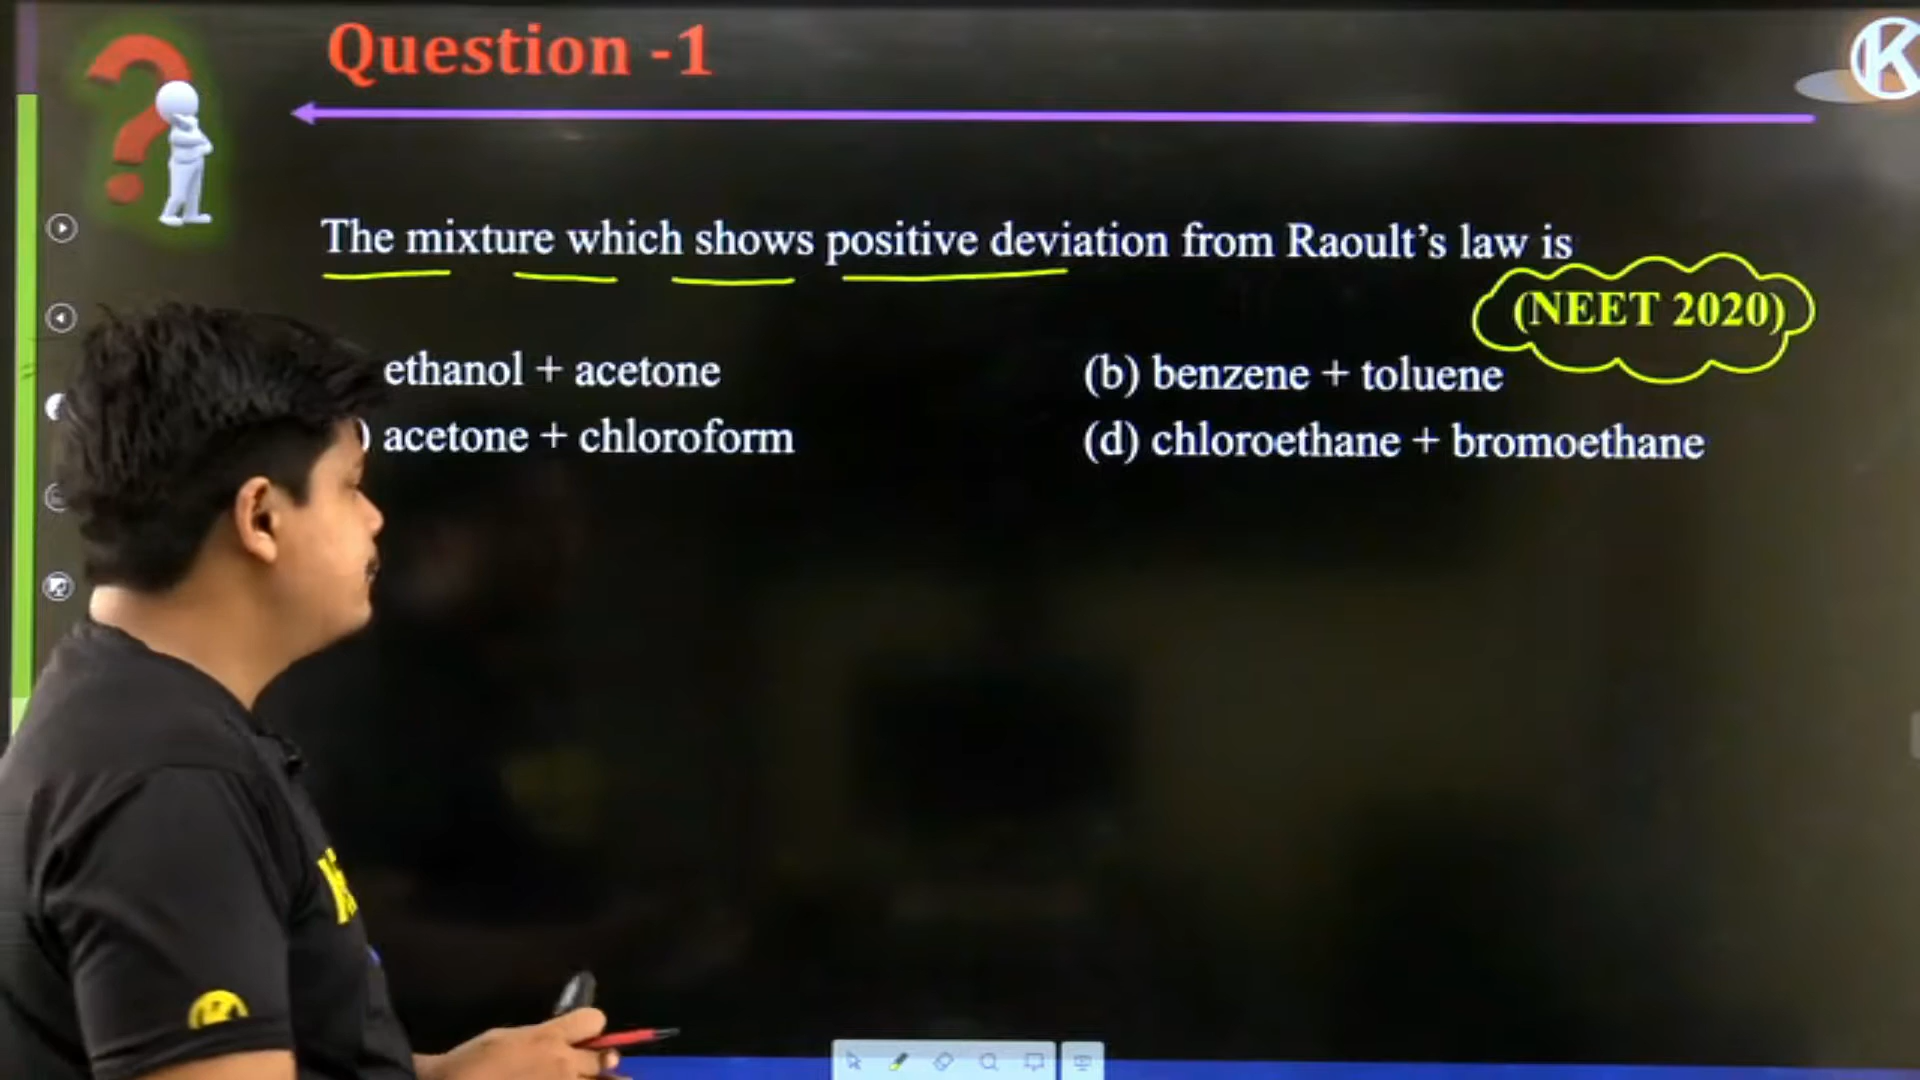 Question -1
K
The mixture which shows positive deviation from Raoult's law is
(NEET 2020)
ethanol + acetone
(b) benzene + toluene
) acetone + chloroform
(d) chloroethane + bromoethane